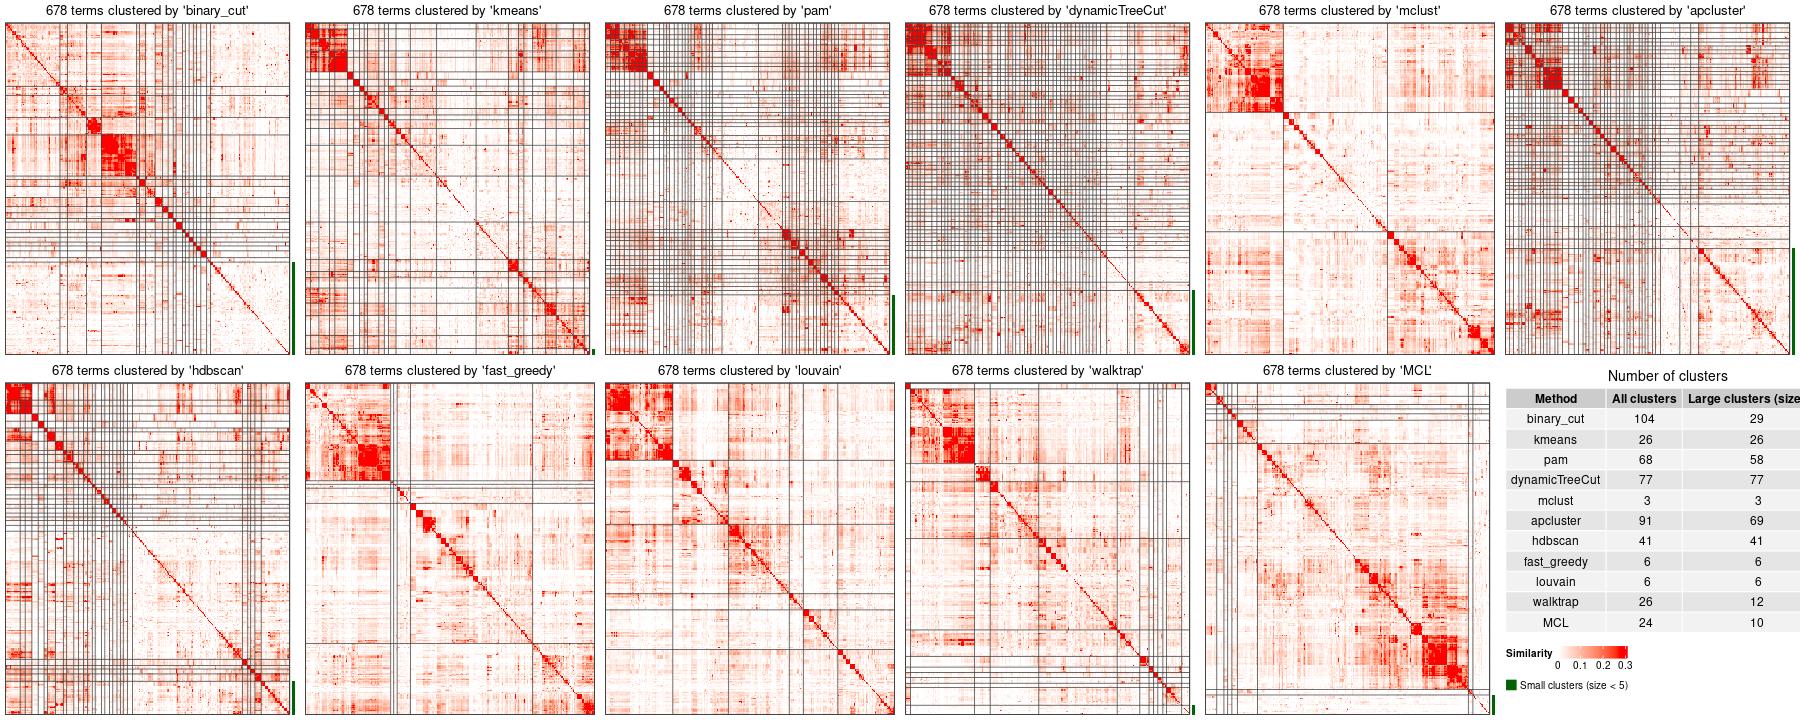 678 terms clustered by 'binary_cut'
678 terms clustered by 'kmeans'
678 terms clustered by 'pam'
678 terms clustered by 'dynamicTreeCut'
678 terms clustered by 'mclust'
678 terms clustered by 'apcluster'
678 terms clustered by 'hdbscan'
678 terms clustered by 'fast_greedy'
678 terms clustered by 'louvain'
678 terms clustered by 'walktrap'
678 terms clustered by 'MCL'
Number of clusters
Method All clusters Large clusters (size
binary_cut 104 29
kmeans 26 26
pam 68 58
dynamicTreeCut 77 77
mclust 3 3
apcluster 91 69
hdbscan 41 41
fast_greedy 6 6
louvain 6 6
walktrap 26 12
MCL 24 10
Similarity
0 0.1 0.2 0.3
Small clusters (size < 5)